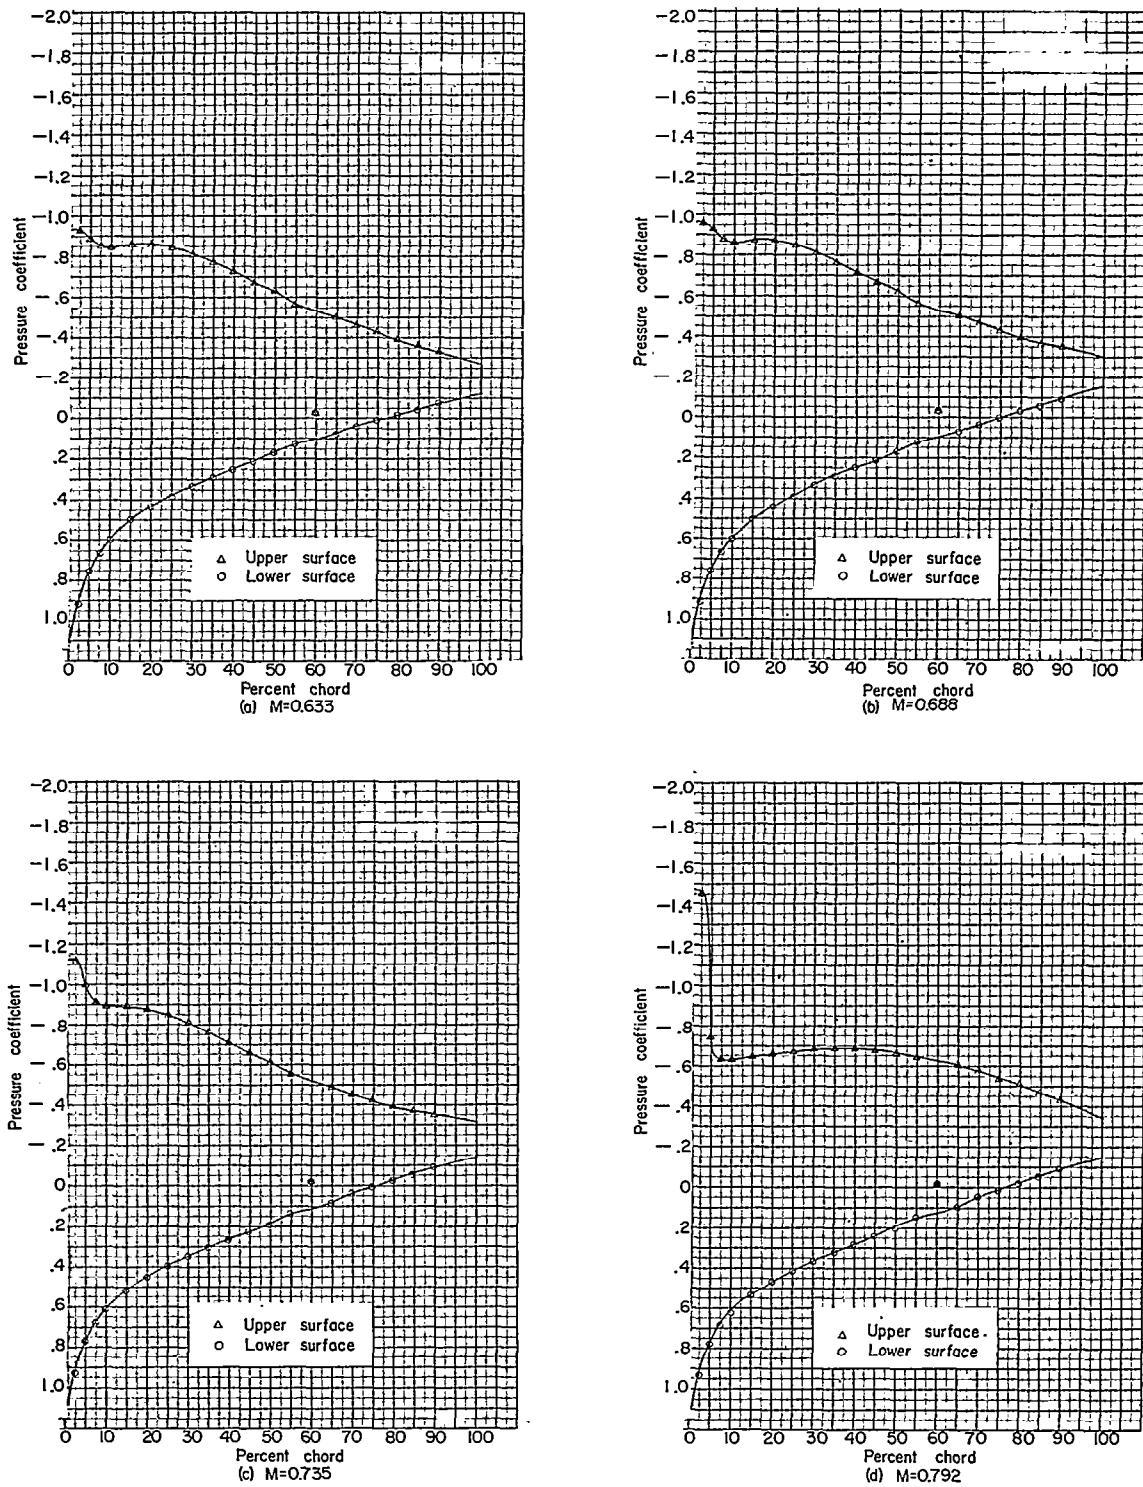 -2.0
-1.8
-1.6
-1.4
-1.2
-1.0
-.8
-.6
-.4
-.2
0
.2
.4
.6
.8
1.0
Pressure coefficient
△ Upper surface
○ Lower surface
0 10 20 30 40 50 60 70 80 90 100
Percent chord
(a) M=0.633
-2.0
-1.8
-1.6
-1.4
-1.2
-1.0
-.8
-.6
-.4
-.2
0
.2
.4
.6
.8
1.0
Pressure coefficient
△ Upper surface
○ Lower surface
0 10 20 30 40 50 60 70 80 90 100
Percent chord
(b) M=0.688
-2.0
-1.8
-1.6
-1.4
-1.2
-1.0
-.8
-.6
-.4
-.2
0
.2
.4
.6
.8
1.0
Pressure coefficient
△ Upper surface
○ Lower surface
0 10 20 30 40 50 60 70 80 90 100
Percent chord
(c) M=0.735
-2.0
-1.8
-1.6
-1.4
-1.2
-1.0
-.8
-.6
-.4
-.2
0
.2
.4
.6
.8
1.0
Pressure coefficient
△ Upper surface
○ Lower surface
0 10 20 30 40 50 60 70 80 90 100
Percent chord
(d) M=0.792